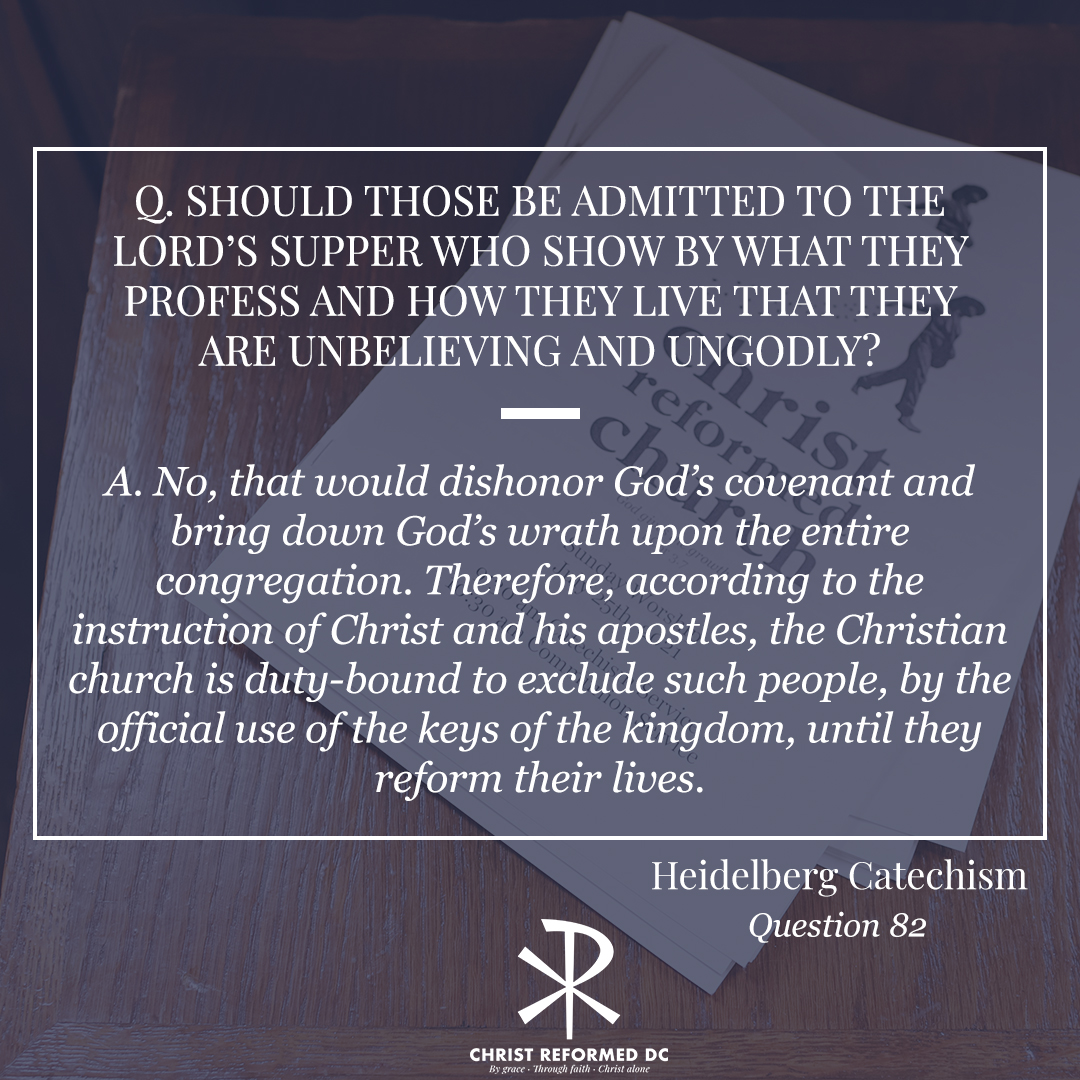 Q. SHOULD THOSE BE ADMITTED TO THE
LORD’S SUPPER WHO SHOW BY WHAT THEY
PROFESS AND HOW THEY LIVE THAT THEY
ARE UNBELIEVING AND UNGODLY?
A. No, that would dishonor God’s covenant and
bring down God’s wrath upon the entire
congregation. Therefore, according to the
instruction of Christ and his apostles, the Christian
church is duty-bound to exclude such people, by the
official use of the keys of the kingdom, until they
reform their lives.
christ
reformed
church
Heidelberg Catechism
Question 82
CHRIST REFORMED DC
By grace · Through faith · Christ alone